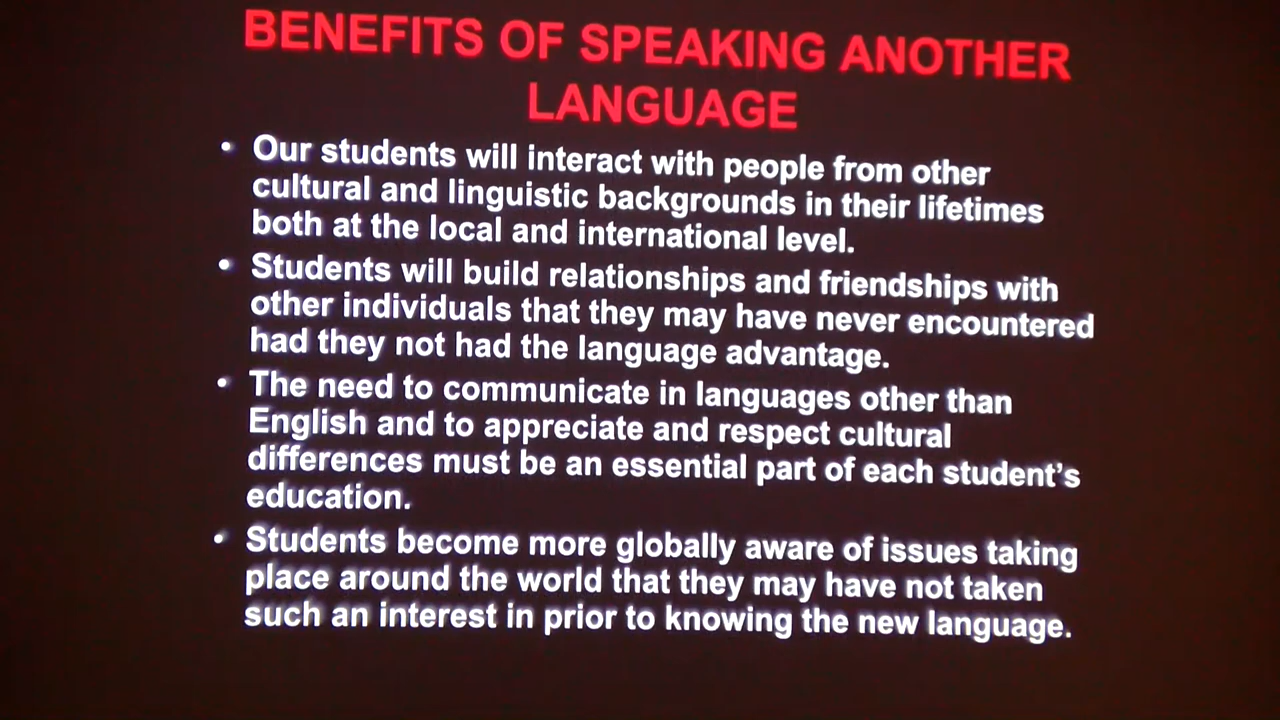 BENEFITS OF SPEAKING ANOTHER
LANGUAGE
• Our students will interact with people from other
cultural and linguistic backgrounds in their lifetimes
both at the local and international level.
• Students will build relationships and friendships with
other individuals that they may have never encountered
had they not had the language advantage.
• The need to communicate in languages other than
English and to appreciate and respect cultural
differences must be an essential part of each student’s
education.
• Students become more globally aware of issues taking
place around the world that they may have not taken
such an interest in prior to knowing the new language.